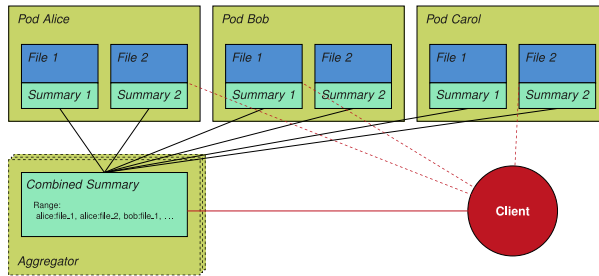 Pod Alice
Pod Bob
Pod Carol
File 1
File 2
File 1
File 2
File 1
File 2
Summary 1
Summary 2
Summary 1
Summary 2
Summary 1
Summary 2
Combined Summary
Range:
alice:file_1, alice:file_2, bob:file_1, ...
Client
Aggregator